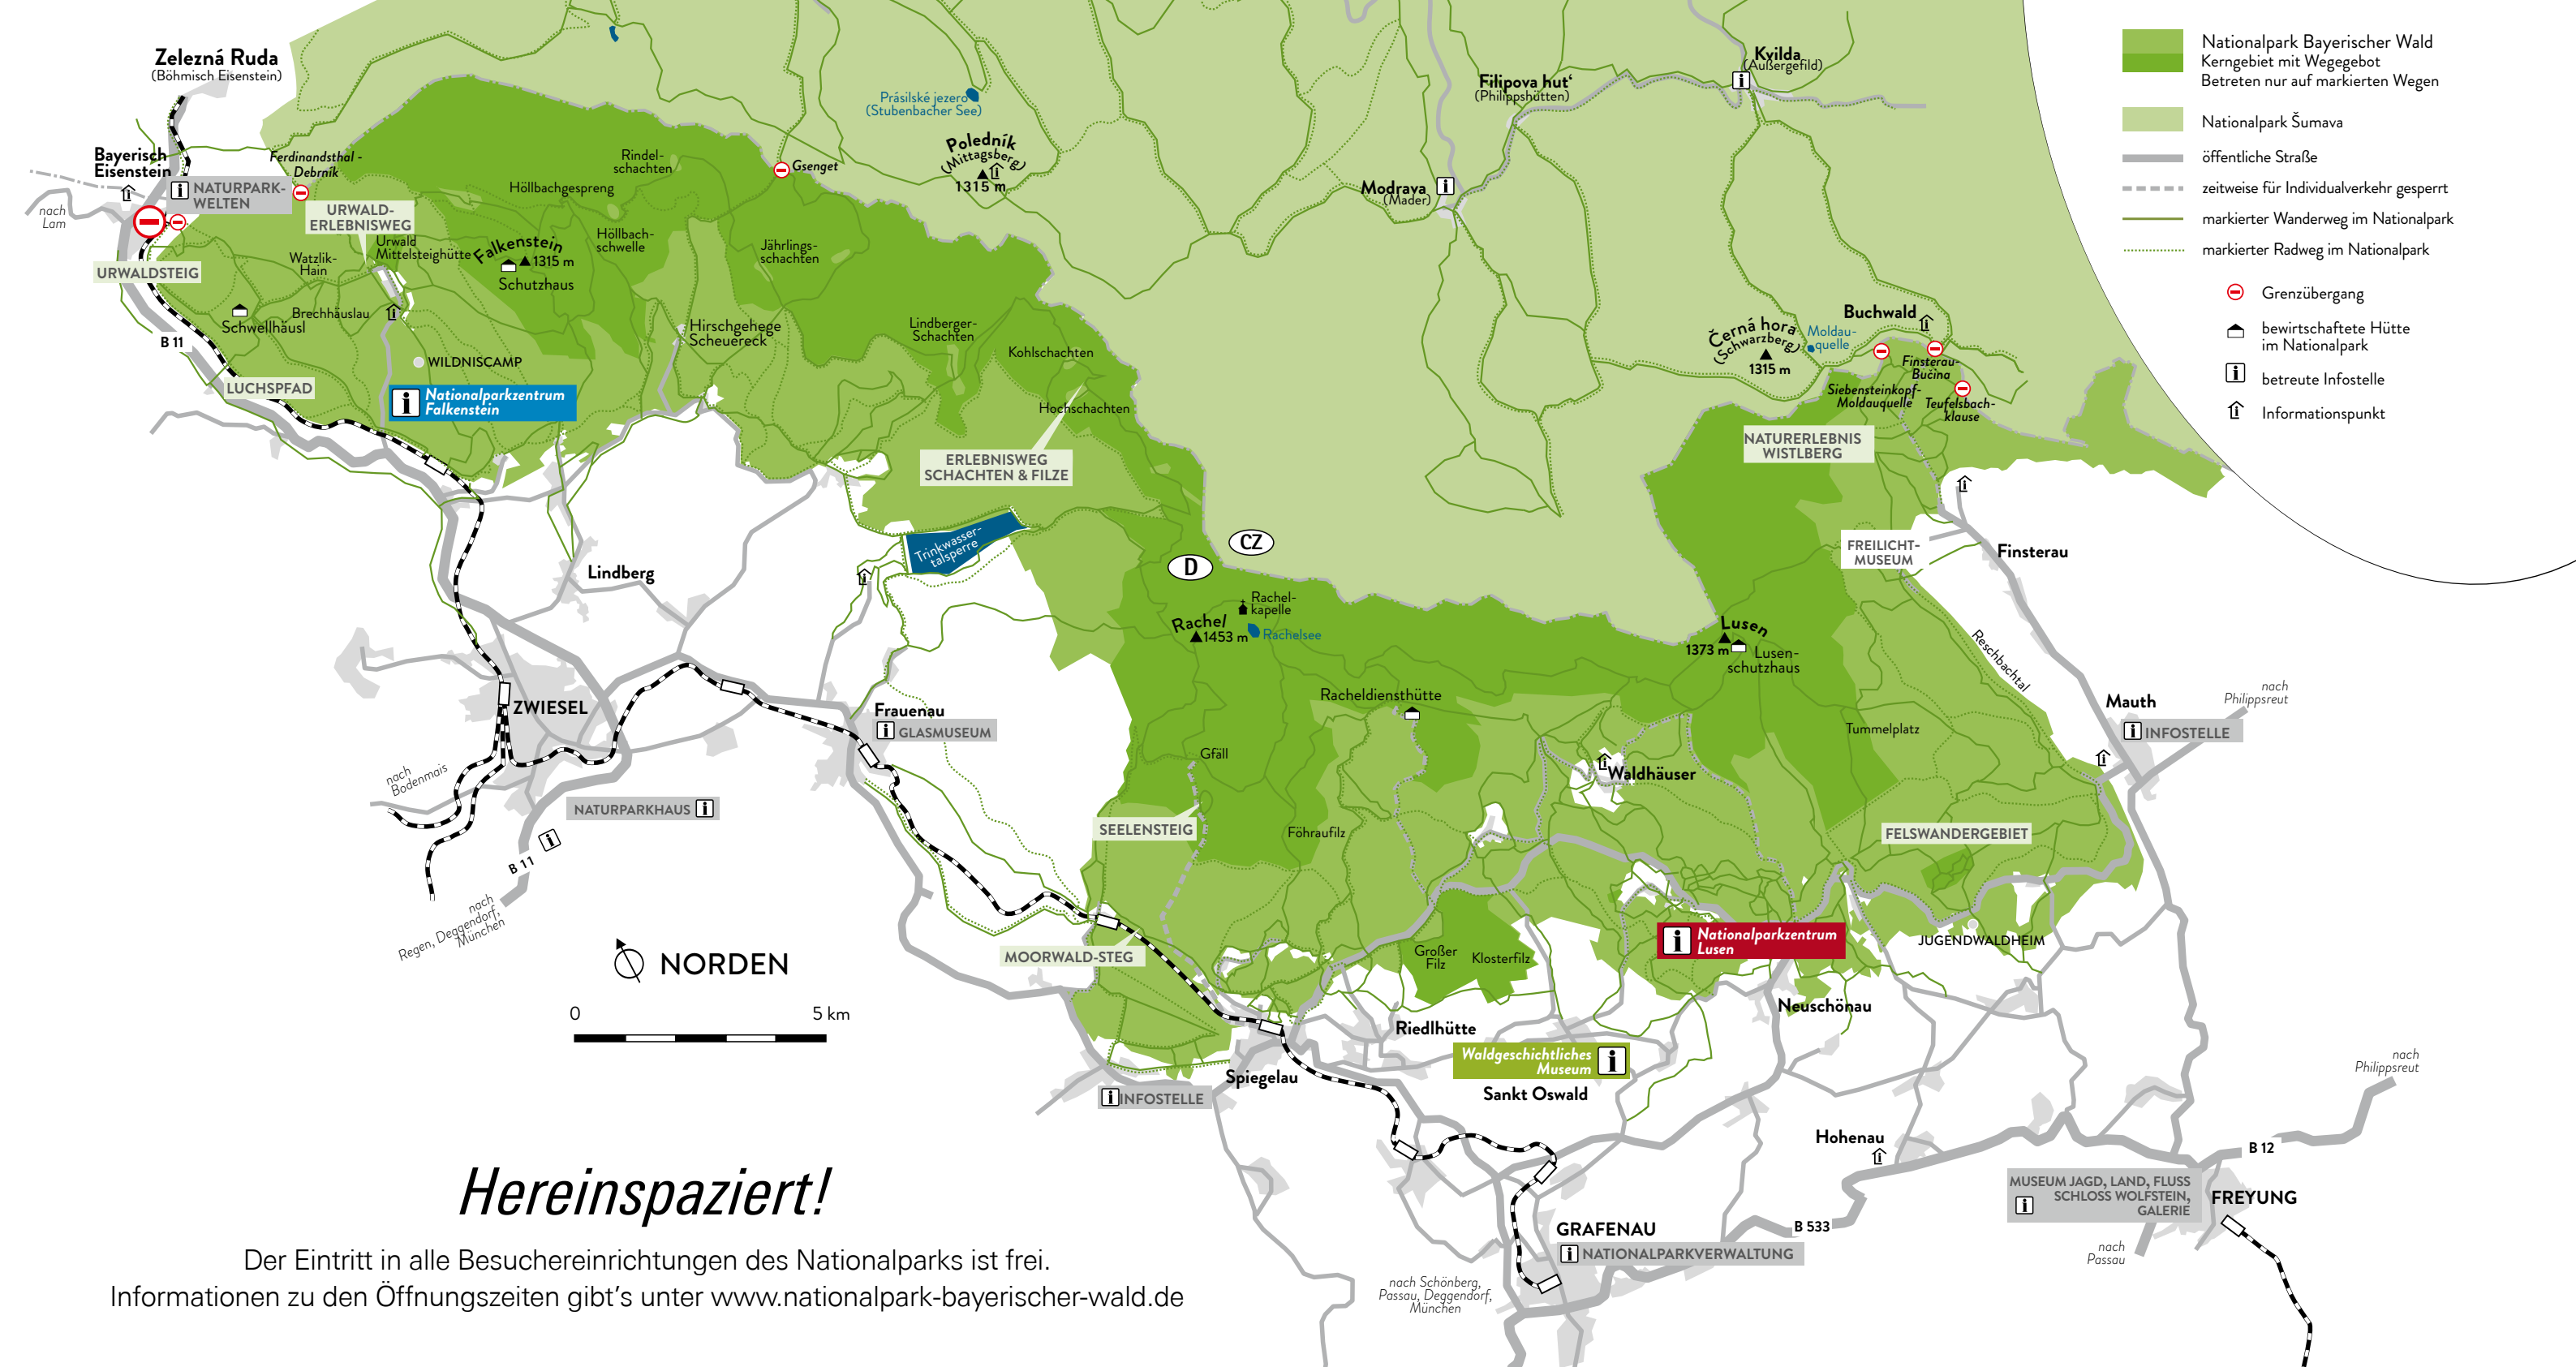 Zelezná Ruda
(Böhmisch Eisenstein)
Bayerisch
Eisenstein
nach
Lam
NATURPARK-
WELTEN
Ferdinandsthal -
Debrník
URWALD-
ERLEBNISWEG
Urwald
Mittelsteighütte
Watzlik-
Hain
URWALDSTEIG
Brechhäuslau
Schwellhäusl
B 11
LUCHSPFAD
WILDNISCAMP
Nationalparkzentrum
Falkenstein
Falkenstein
1315 m
Schutzhaus
Höllbachgespreng
Höllbach-
schwelle
Rindel-
schachten
Gsenget
Jährlings-
schachten
Hirschgehege
Scheuereck
Lindberger-
Schachten
Kohlschachten
Hochschachten
ERLEBNISWEG
SCHACHTEN & FILZE
Prásilské jezero
(Stubenbacher See)
Poledník
(Mittagsberg)
1315 m
Filipova hut‘
(Philippshütten)
Modrava
(Mader)
Kvilda
(Außergefild)
Černá hora
(Schwarzberg)
1315 m
Moldau-
quelle
Buchwald
Finsterau-
Bučina
Siebensteinkopf-
Moldauquelle
Teufelsbach-
klause
NATURERLEBNIS
WISTLBERG
FREILICHT-
MUSEUM
Finsterau
Reschbachtal
Mauth
INFOSTELLE
nach
Philippsreut
Nationalpark Bayerischer Wald
Kerngebiet mit Wegegebot
Betreten nur auf markierten Wegen
Nationalpark Šumava
öffentliche Straße
zeitweise für Individualverkehr gesperrt
markierter Wanderweg im Nationalpark
markierter Radweg im Nationalpark
Grenzübergang
bewirtschaftete Hütte
im Nationalpark
betreute Infostelle
Informationspunkt
Trinkwasser-
talsperre
CZ
D
Rachel
1453 m
Rachel-
kapelle
Rachelsee
Lusen
1373 m
Lusen-
schutzhaus
Racheldiensthütte
Gfäll
Waldhäuser
Tummelplatz
SEELENSTEIG
Föhraufilz
FELSWANDERGEBIET
Lindberg
ZWIESEL
Frauenau
GLASMUSEUM
nach
Bodenmais
NATURPARKHAUS
B 11
nach
Regen, Deggendorf,
München
NORDEN
0
5 km
MOORWALD-STEG
Großer
Filz
Klosterfilz
Nationalparkzentrum
Lusen
JUGENDWALDHEIM
Neuschönau
Riedlhütte
Waldgeschichtliches
Museum
Sankt Oswald
Spiegelau
INFOSTELLE
Hohenau
nach
Philippsreut
B 12
MUSEUM JAGD, LAND, FLUSS
SCHLOSS WOLFSTEIN,
GALERIE
FREYUNG
nach
Passau
B 533
GRAFENAU
NATIONALPARKVERWALTUNG
nach Schönberg,
Passau, Deggendorf,
München
Hereinspaziert!
Der Eintritt in alle Besuchereinrichtungen des Nationalparks ist frei.
Informationen zu den Öffnungszeiten gibt’s unter www.nationalpark-bayerischer-wald.de